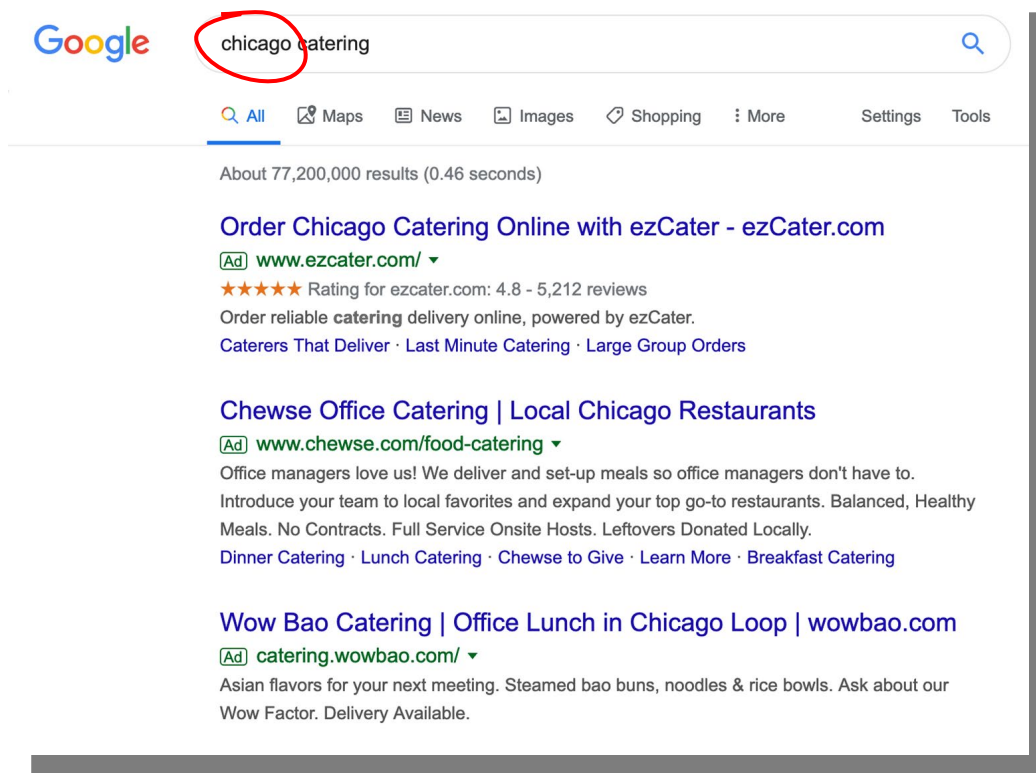 Google
chicago catering
All Maps News Images Shopping More Settings Tools
About 77,200,000 results (0.46 seconds)
Order Chicago Catering Online with ezCater - ezCater.com
Ad www.ezcater.com/
Rating for ezcater.com: 4.8 - 5,212 reviews
Order reliable catering delivery online, powered by ezCater.
Caterers That Deliver · Last Minute Catering · Large Group Orders
Chewse Office Catering | Local Chicago Restaurants
Ad www.chewse.com/food-catering
Office managers love us! We deliver and set-up meals so office managers don't have to.
Introduce your team to local favorites and expand your top go-to restaurants. Balanced, Healthy
Meals. No Contracts. Full Service Onsite Hosts. Leftovers Donated Locally.
Dinner Catering · Lunch Catering · Chewse to Give · Learn More · Breakfast Catering
Wow Bao Catering | Office Lunch in Chicago Loop | wowbao.com
Ad catering.wowbao.com/
Asian flavors for your next meeting. Steamed bao buns, noodles & rice bowls. Ask about our
Wow Factor. Delivery Available.